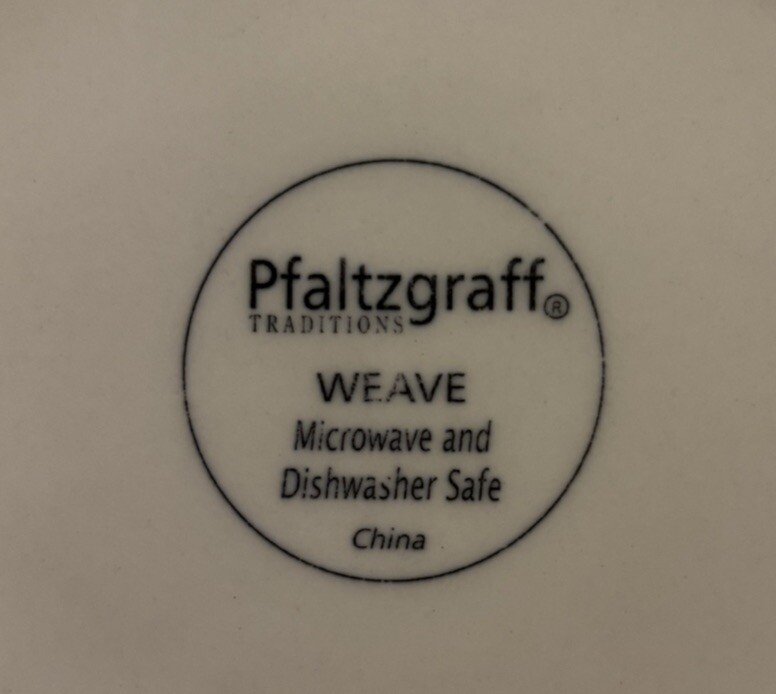 Pfaltzgraff®
TRADITIONS
WEAVE
Microwave and
Dishwasher Safe
China